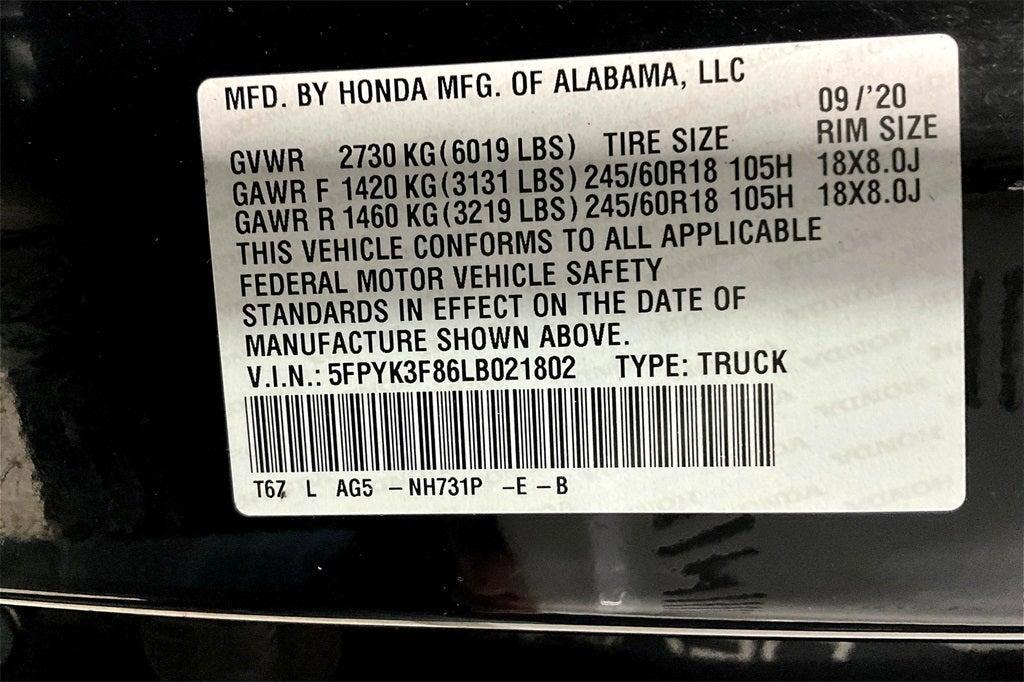 MFD. BY HONDA MFG. OF ALABAMA, LLC
09/'20
GVWR 2730 KG(6019 LBS) TIRE SIZE RIM SIZE
GAWR F 1420 KG(3131 LBS) 245/60R18 105H 18X8.0J
GAWR R 1460 KG(3219 LBS) 245/60R18 105H 18X8.0J
THIS VEHICLE CONFORMS TO ALL APPLICABLE
FEDERAL MOTOR VEHICLE SAFETY
STANDARDS IN EFFECT ON THE DATE OF
MANUFACTURE SHOWN ABOVE.
V.I.N.: 5FPYK3F86LB021802 TYPE: TRUCK
T6Z L AG5 -NH731P -E-B